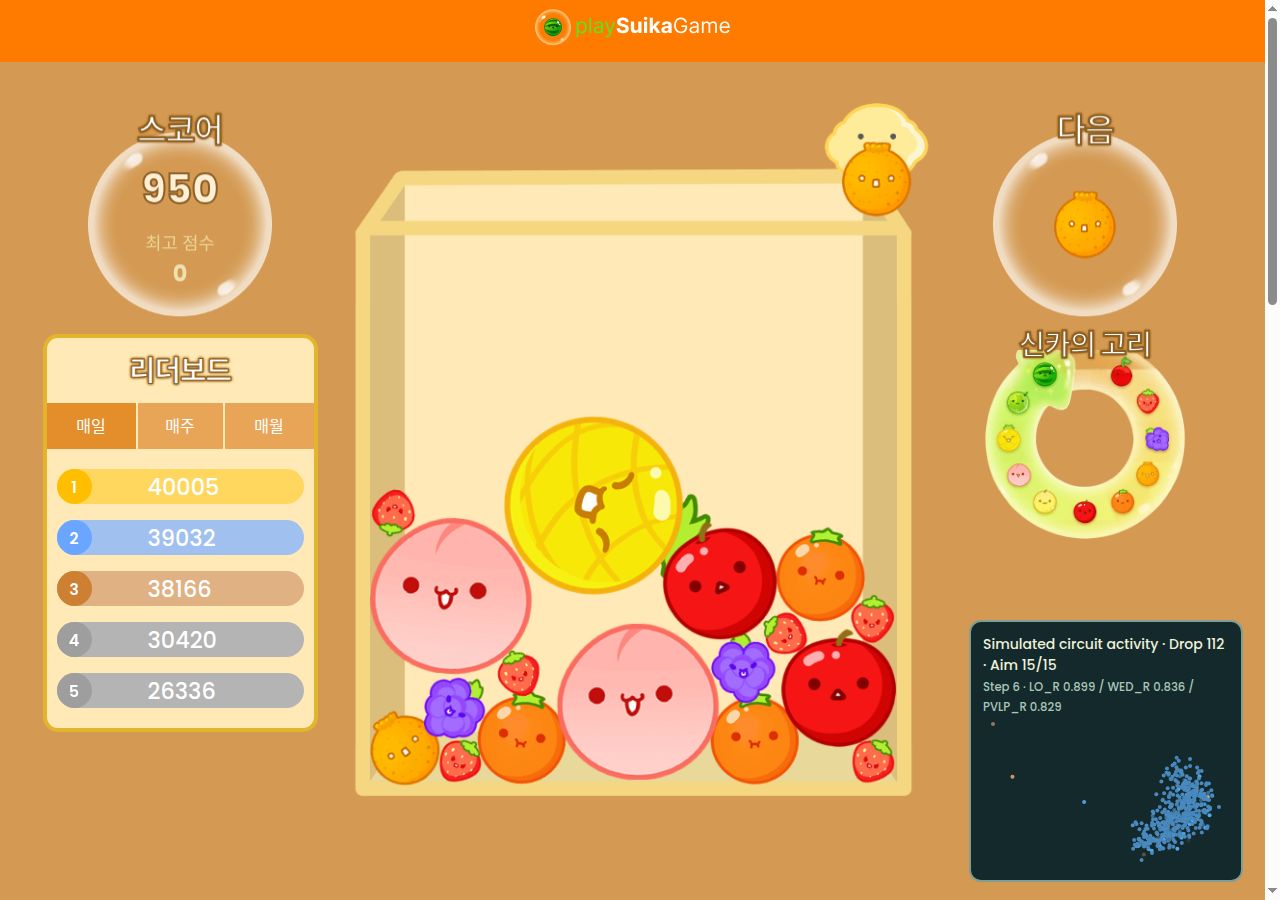 playSuikaGame
스코어
950
최고 점수
0
리더보드
매일 매주 매월
1 40005
2 39032
3 38166
4 30420
5 26336
다음
신카의 고리
Simulated circuit activity · Drop 112
· Aim 15/15
Step 6 · LO_R 0.899 / WED_R 0.836 /
PVLP_R 0.829